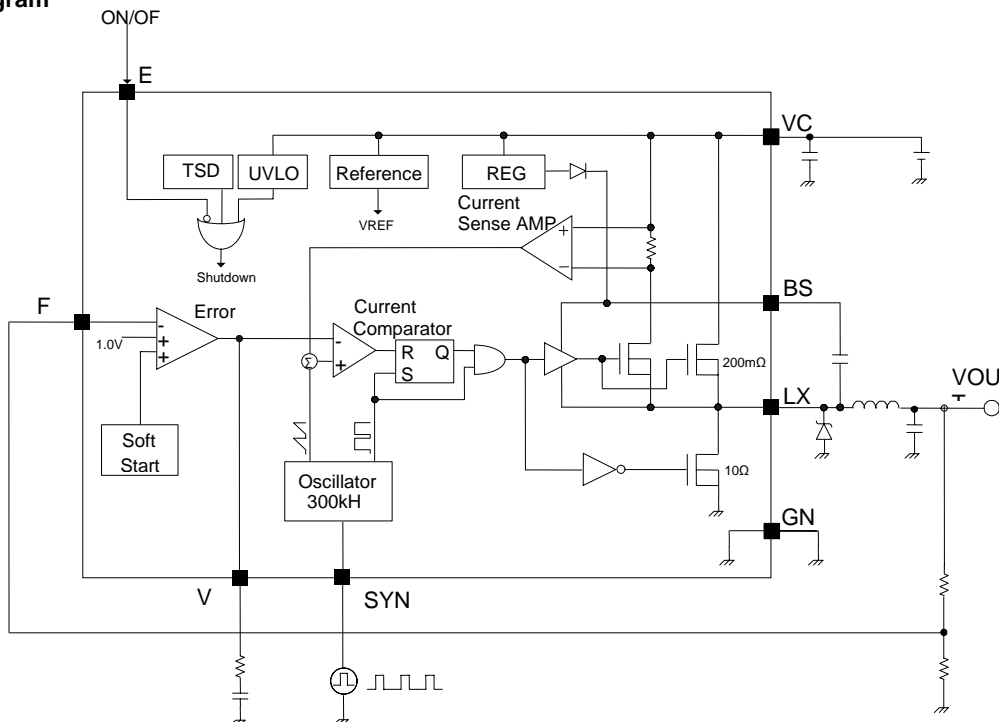 gram
ON/OF
E
VC
TSD
UVLO
Reference
REG
VREF
Current
Sense AMP
+
−
Shutdown
BS
F
Error
-
+
+
1.0V
Current
Comparator
-
+
Σ
R Q
S
200mΩ
LX
VOU
T
Soft
Start
Oscillator
300kH
10Ω
GN
V
SYN